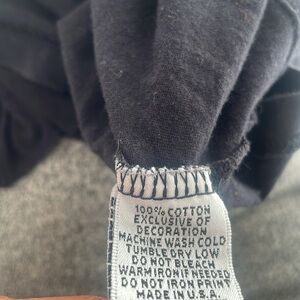 100% COTTON
EXCLUSIVE OF
DECORATION
MACHINE WASH COLD
TUMBLE DRY LOW
DO NOT BLEACH
WARM IRON IF NEEDED
DO NOT IRON PRINT
MADE IN U.S.A.